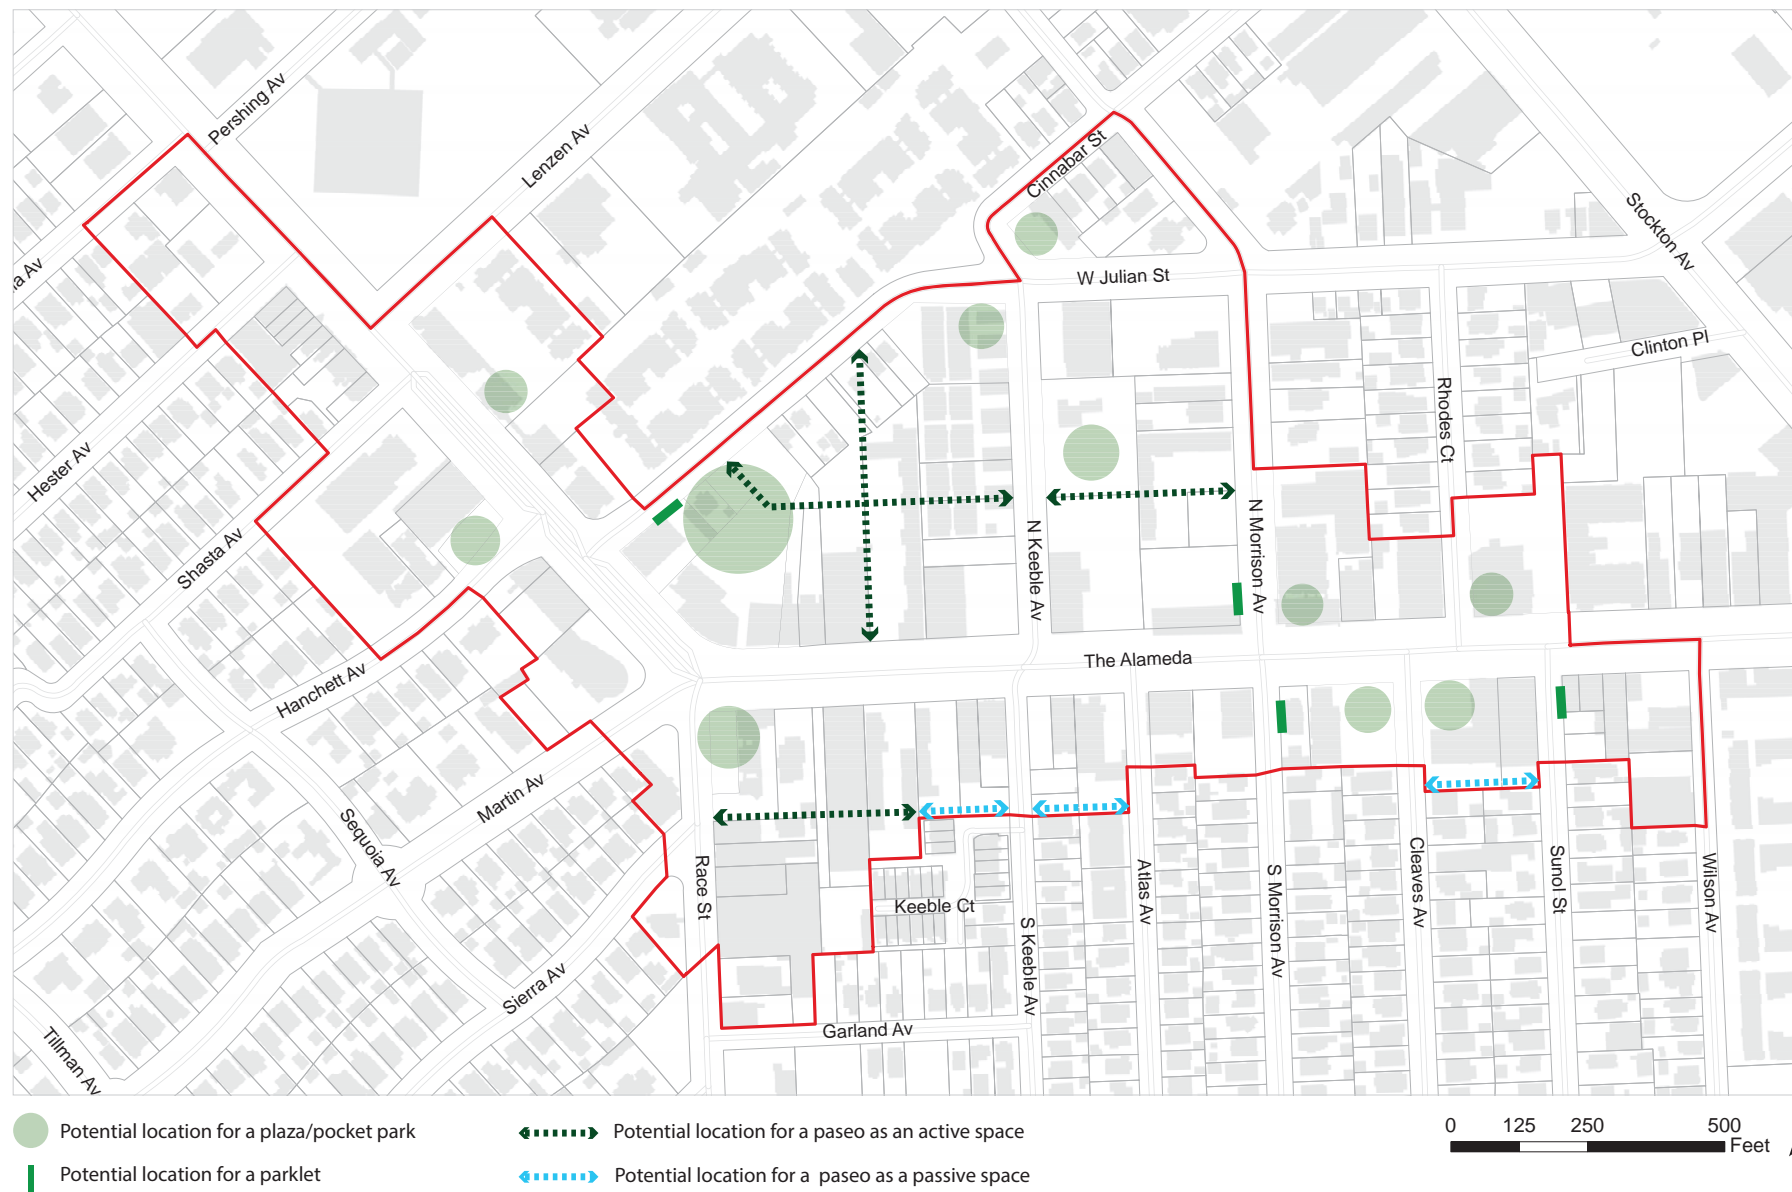 Pershing Av
Lenzen Av
Cinnabar St
Stockton Av
W Julian St
Clinton Pl
Rhodes Ct
Hester Av
Shasta Av
N Keeble Av
N Morrison Av
The Alameda
Hanchett Av
Martin Av
Sequoia Av
Race St
Keeble Ct
S Keeble Av
Atlas Av
S Morrison Av
Cleaves Av
Sunol St
Wilson Av
Sierra Av
Garland Av
Tillman Av
Potential location for a plaza/pocket park
Potential location for a parklet
Potential location for a paseo as an active space
Potential location for a paseo as a passive space
0 125 250 500
Feet